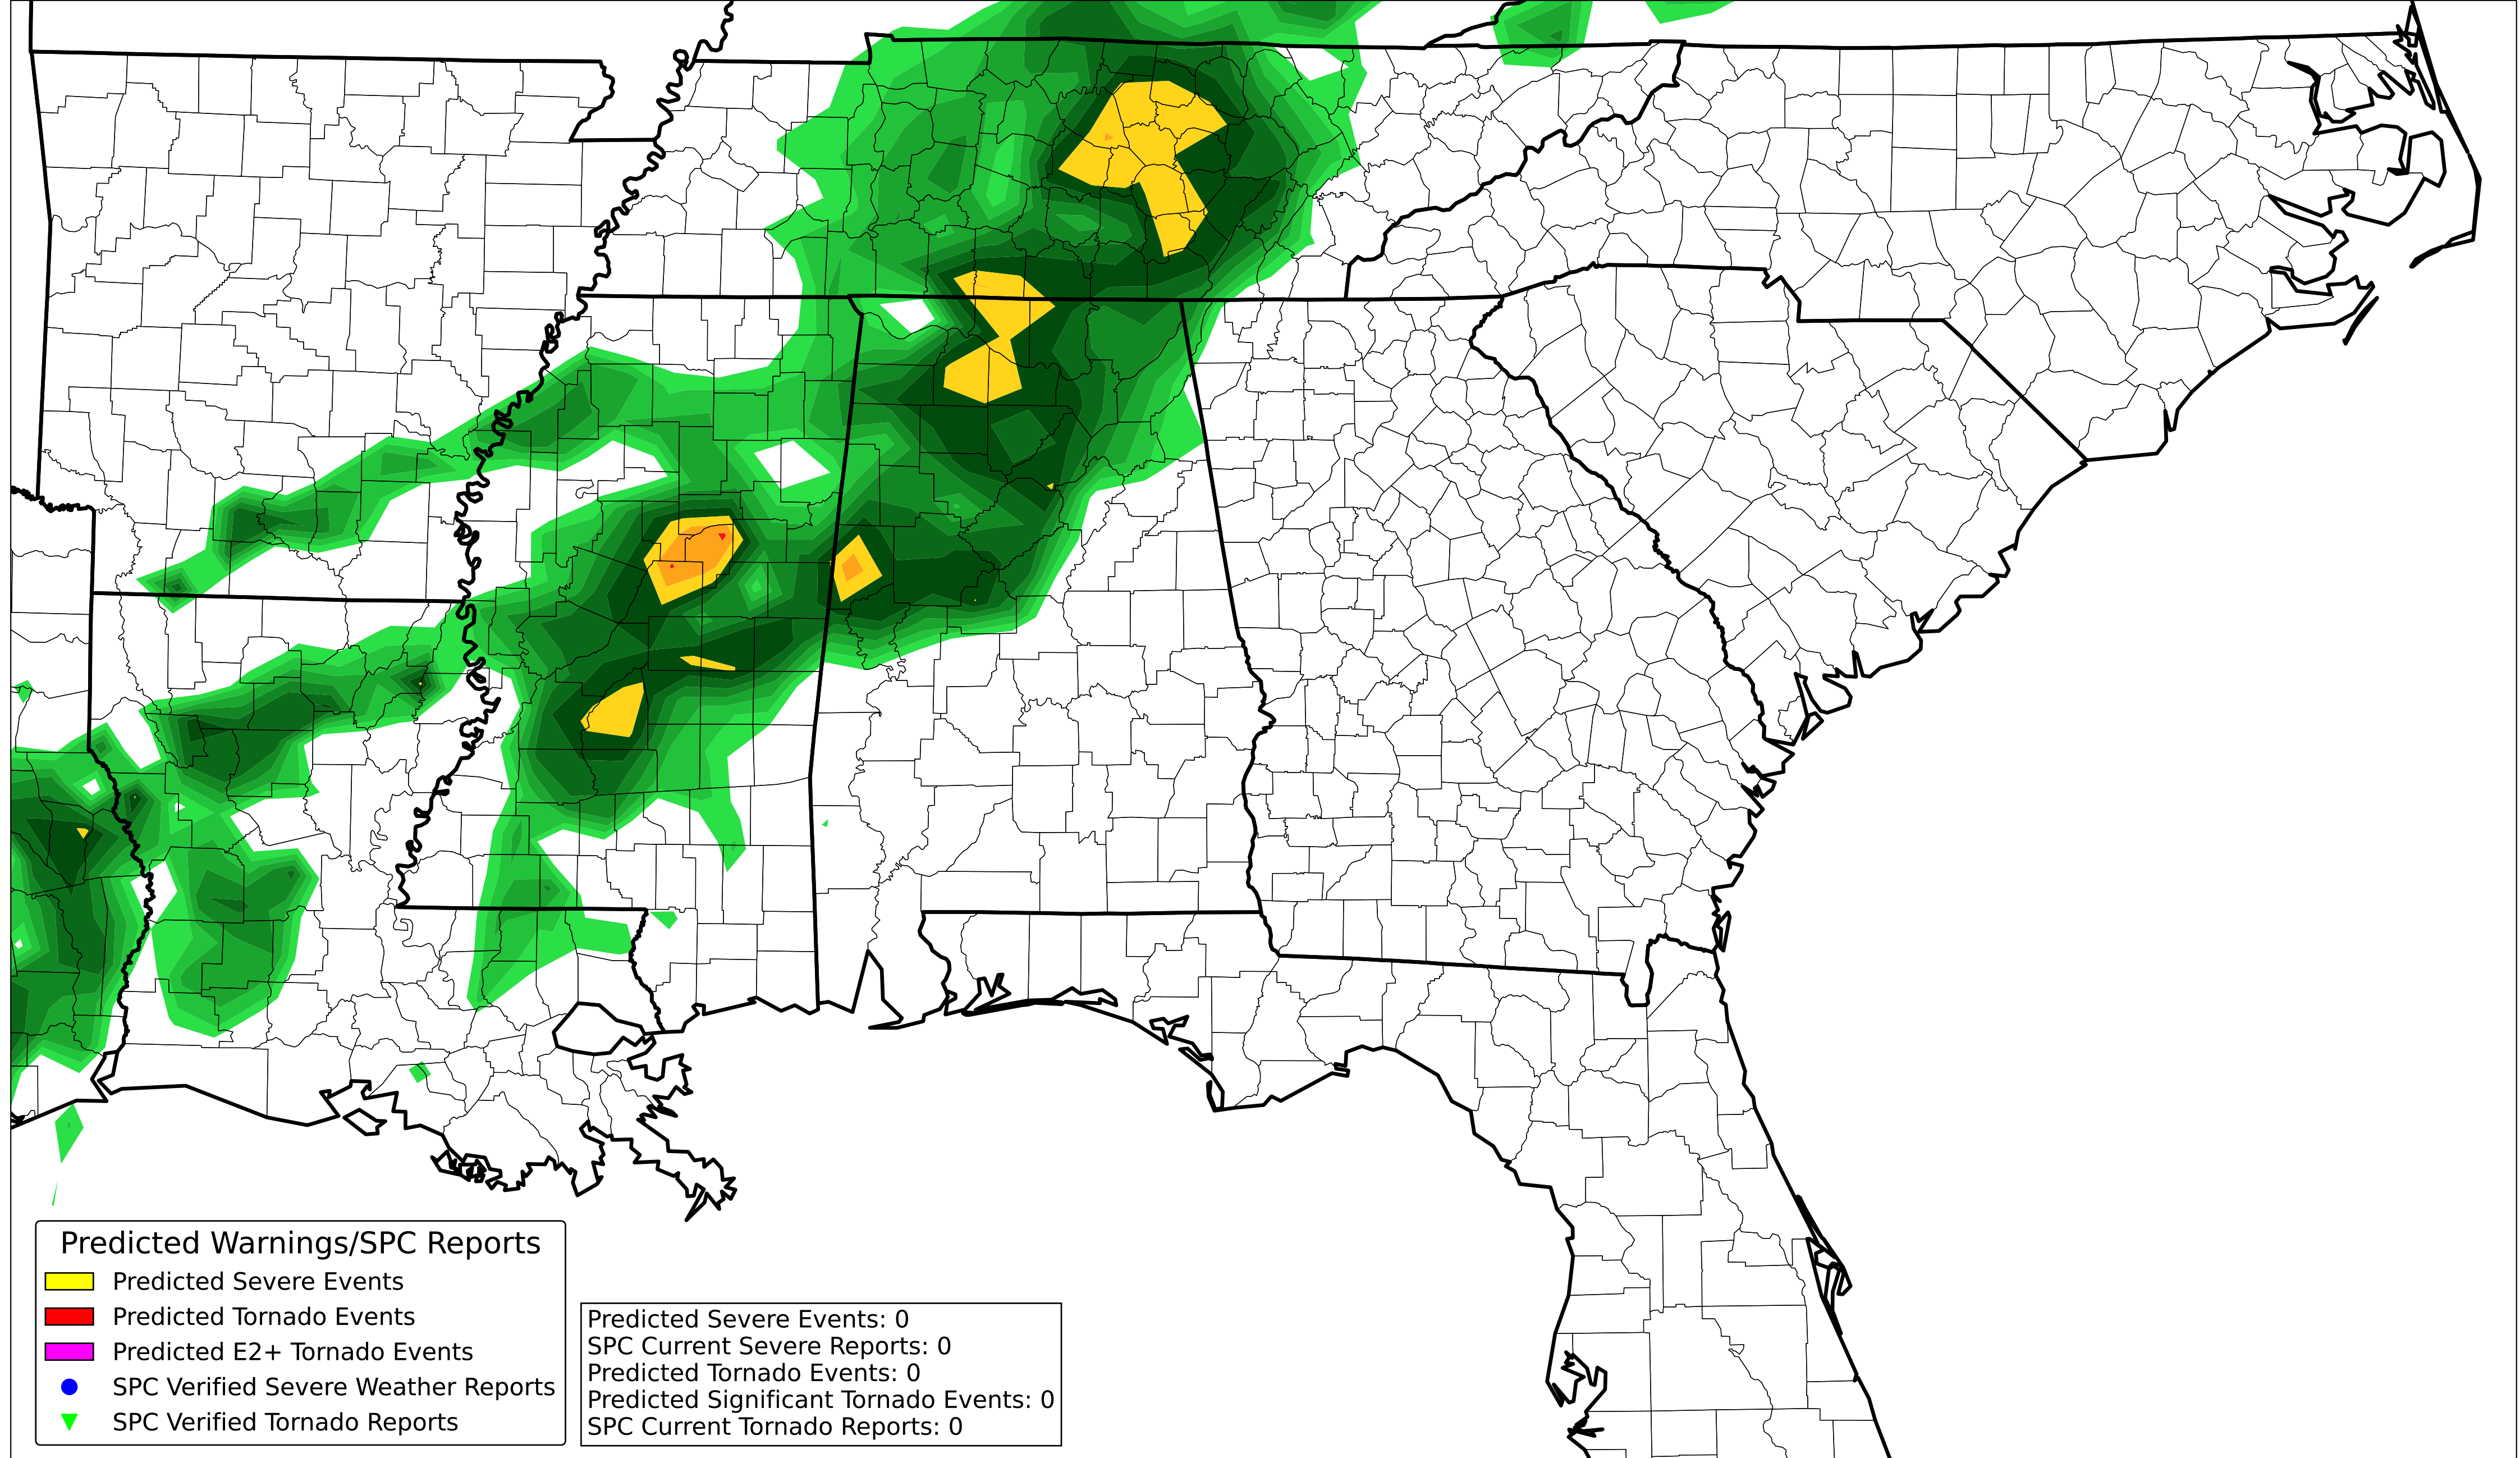 Predicted Warnings/SPC Reports
Predicted Severe Events
Predicted Tornado Events
Predicted E2+ Tornado Events
SPC Verified Severe Weather Reports
SPC Verified Tornado Reports
Predicted Severe Events: 0
SPC Current Severe Reports: 0
Predicted Tornado Events: 0
Predicted Significant Tornado Events: 0
SPC Current Tornado Reports: 0